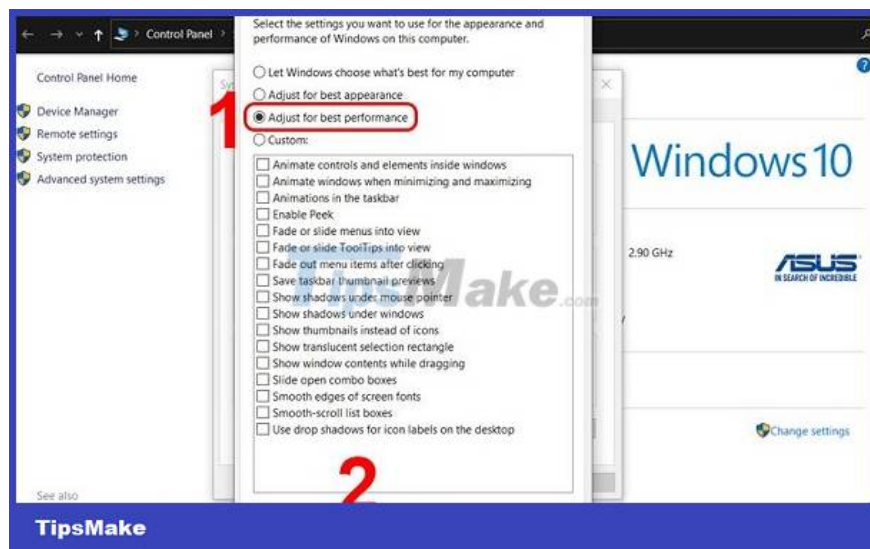 Control Panel
Select the settings you want to use for the appearance and
performance of Windows on this computer.
Let Windows choose what's best for my computer
Adjust for best appearance
Adjust for best performance
Custom:
Animate controls and elements inside windows
Animate windows when minimizing and maximizing
Animations in the taskbar
Enable Peek
Fade or slide menus into view
Fade or slide ToolTips into view
Fade out menu items after clicking
Save taskbar thumbnail previews
Show shadows under mouse pointer
Show shadows under windows
Show thumbnails instead of icons
Show translucent selection rectangle
Show window contents while dragging
Slide open combo boxes
Smooth edges of screen fonts
Smooth-scroll list boxes
Use drop shadows for icon labels on the desktop
1
2
Control Panel Home
Device Manager
Remote settings
System protection
Advanced system settings
See also
Windows 10
2.90 GHz
ASUS
IN SEARCH OF INCREDIBLE
Change settings
TipsMake.com
TipsMake